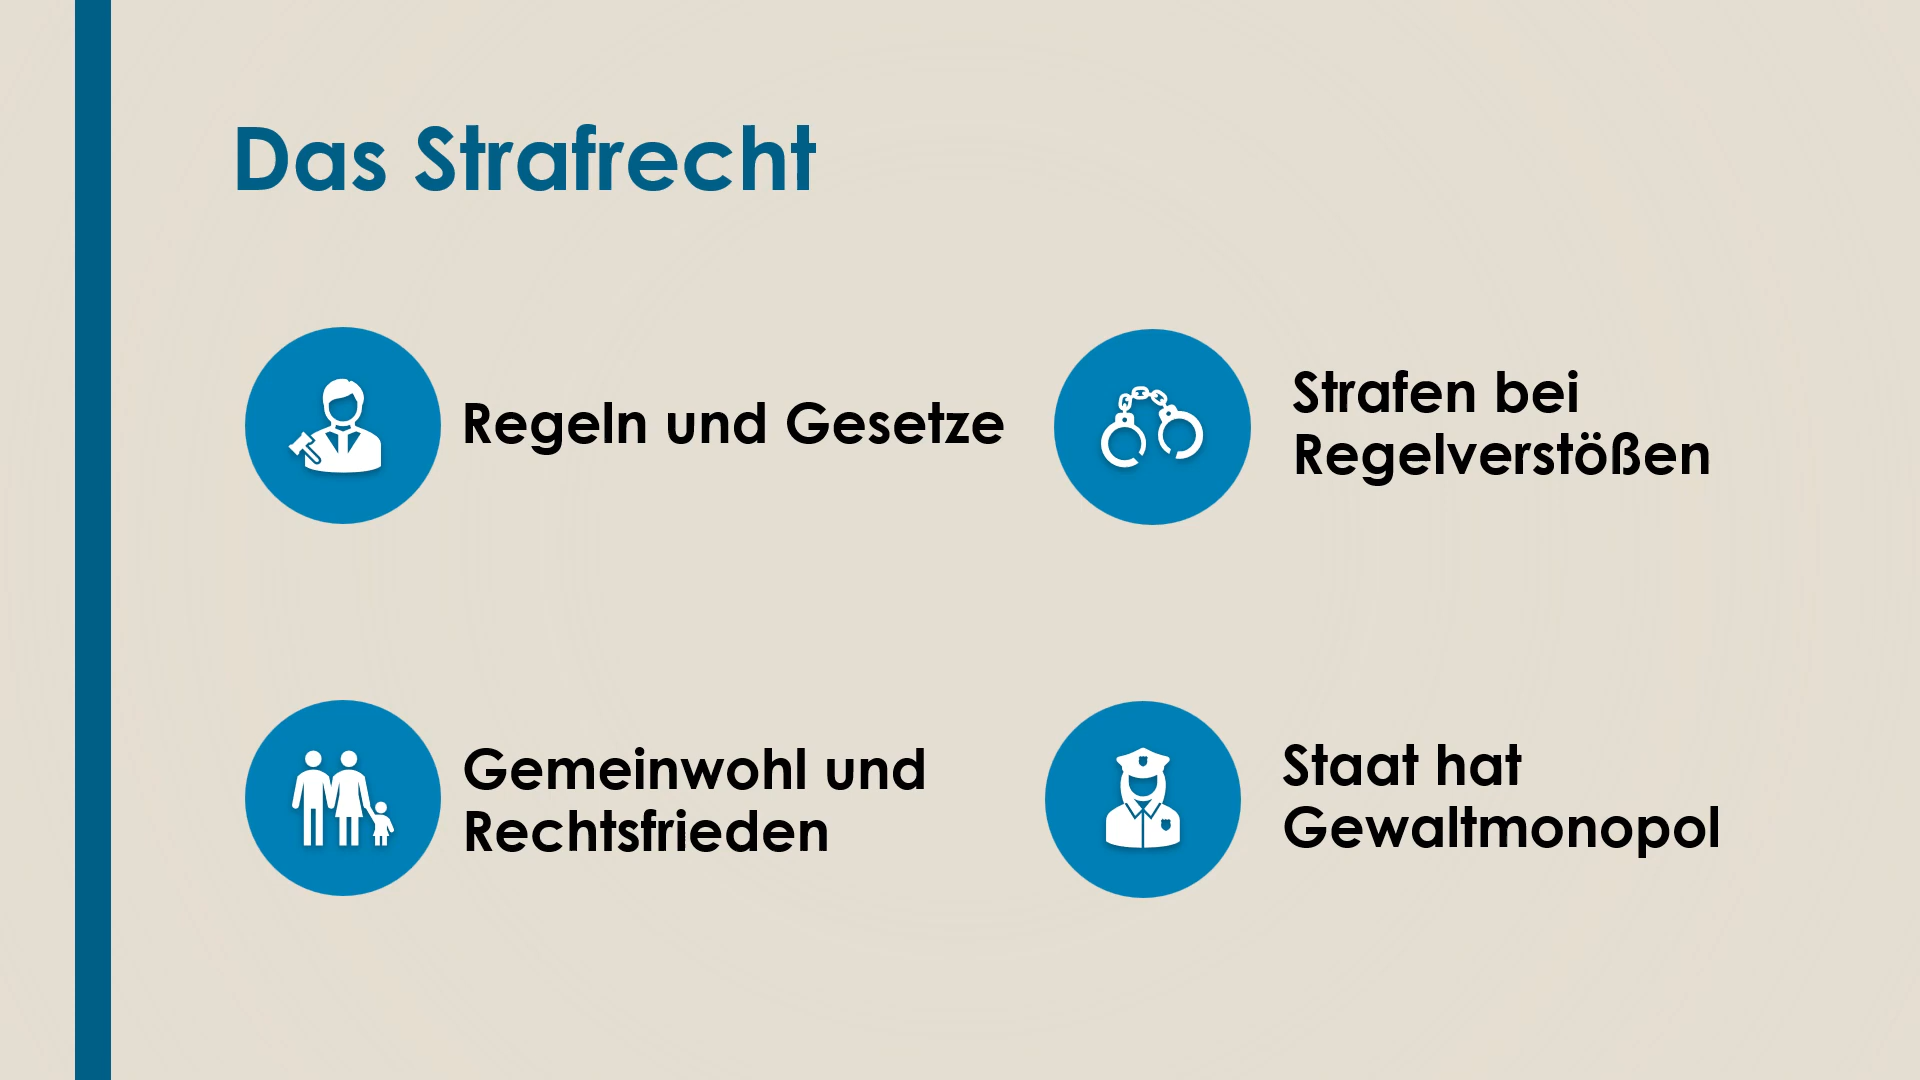 Das Strafrecht
Regeln und Gesetze
Strafen bei
Regelverstößen
Gemeinwohl und
Rechtsfrieden
Staat hat
Gewaltmonopol